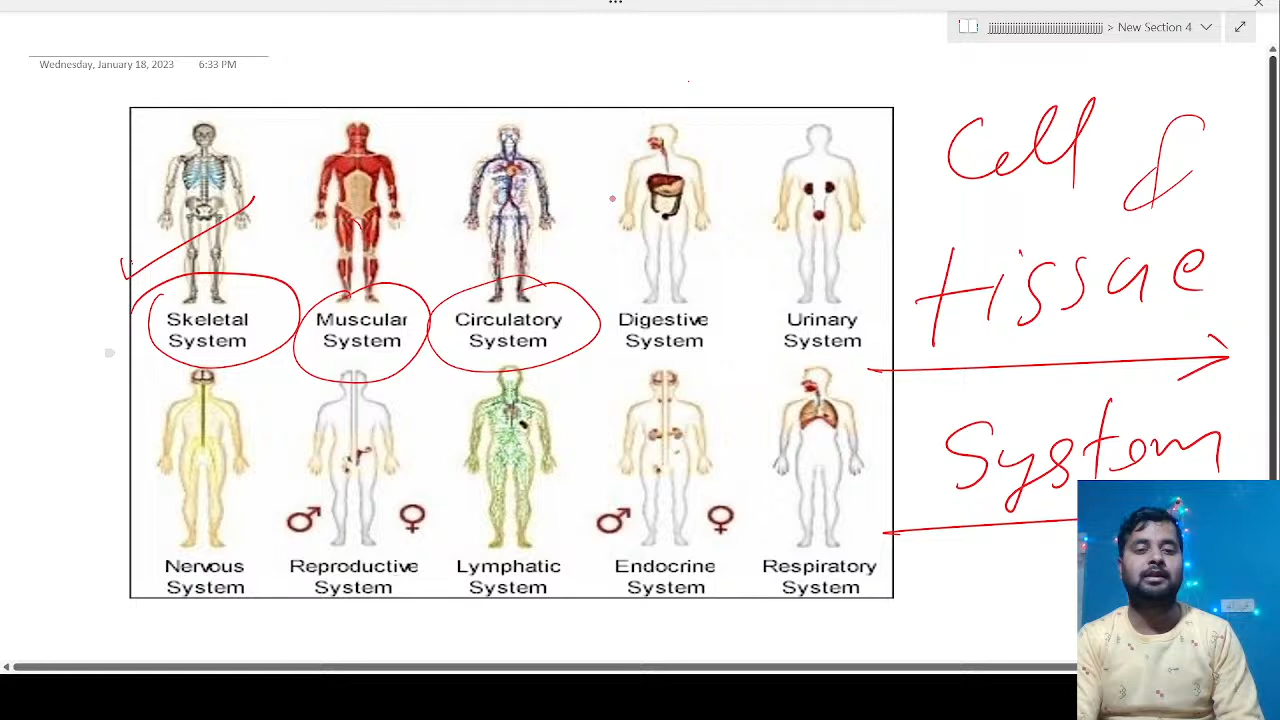 jjjjjjjjjjjjjjjjjjjjjjjjjjjjjjjjjjj > New Section 4
Wednesday, January 18, 2023 6:33 PM
Cell &
tissue
System
Skeletal System
Muscular System
Circulatory System
Digestive System
Urinary System
Nervous System
Reproductive System
Lymphatic System
Endocrine System
Respiratory System